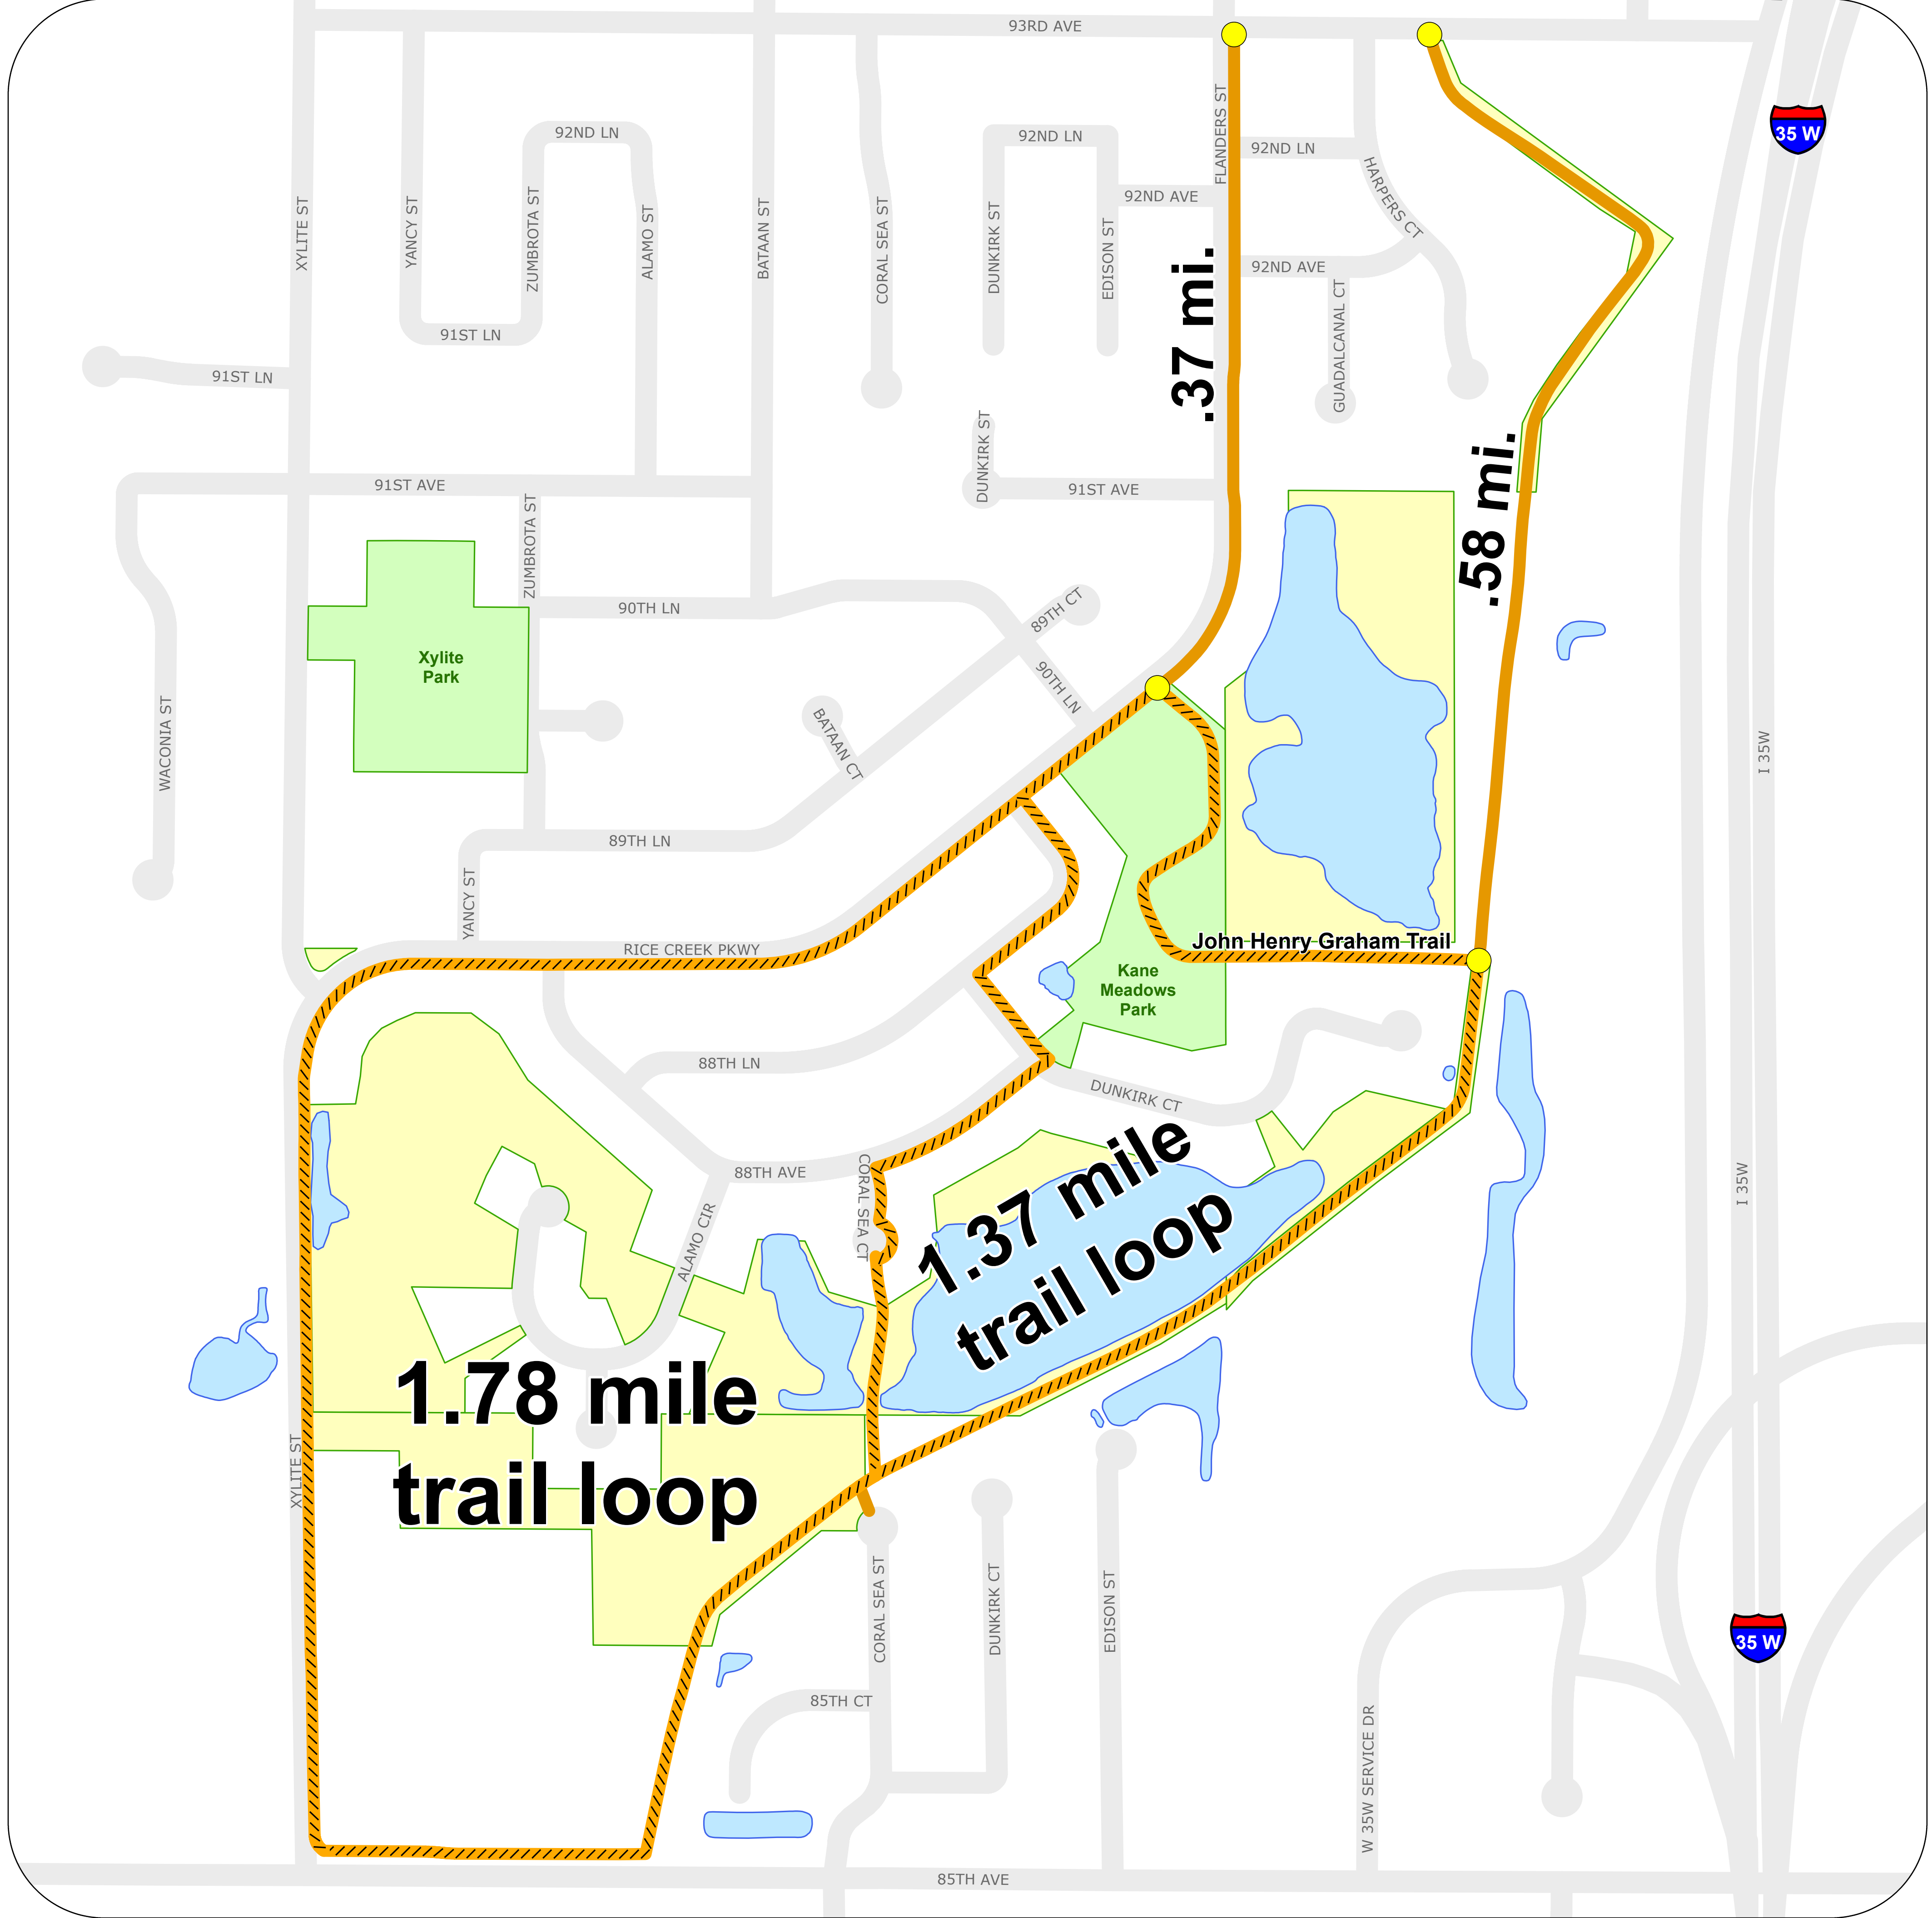 93RD AVE
35 W
FLANDERS ST
92ND LN
92ND LN
92ND LN
HARPERS CT
92ND AVE
XYLITE ST
YANCY ST
ZUMBROTA ST
ALAMO ST
BATAAN ST
CORAL SEA ST
DUNKIRK ST
EDISON ST
92ND AVE
.37 mi.
GUADALCANAL CT
91ST LN
91ST LN
DUNKIRK ST
91ST AVE
91ST AVE
.58 mi.
ZUMBROTA ST
90TH LN
89TH CT
Xylite
Park
90TH LN
WACONIA ST
BATAAN CT
I 35W
89TH LN
YANCY ST
RICE CREEK PKWY
John Henry Graham Trail
Kane
Meadows
Park
88TH LN
DUNKIRK CT
88TH AVE
CORAL SEA CT
ALAMO CIR
1.37 mile
trail loop
I 35W
1.78 mile
trail loop
XYLITE ST
CORAL SEA ST
DUNKIRK CT
EDISON ST
35 W
85TH CT
W 35W SERVICE DR
85TH AVE